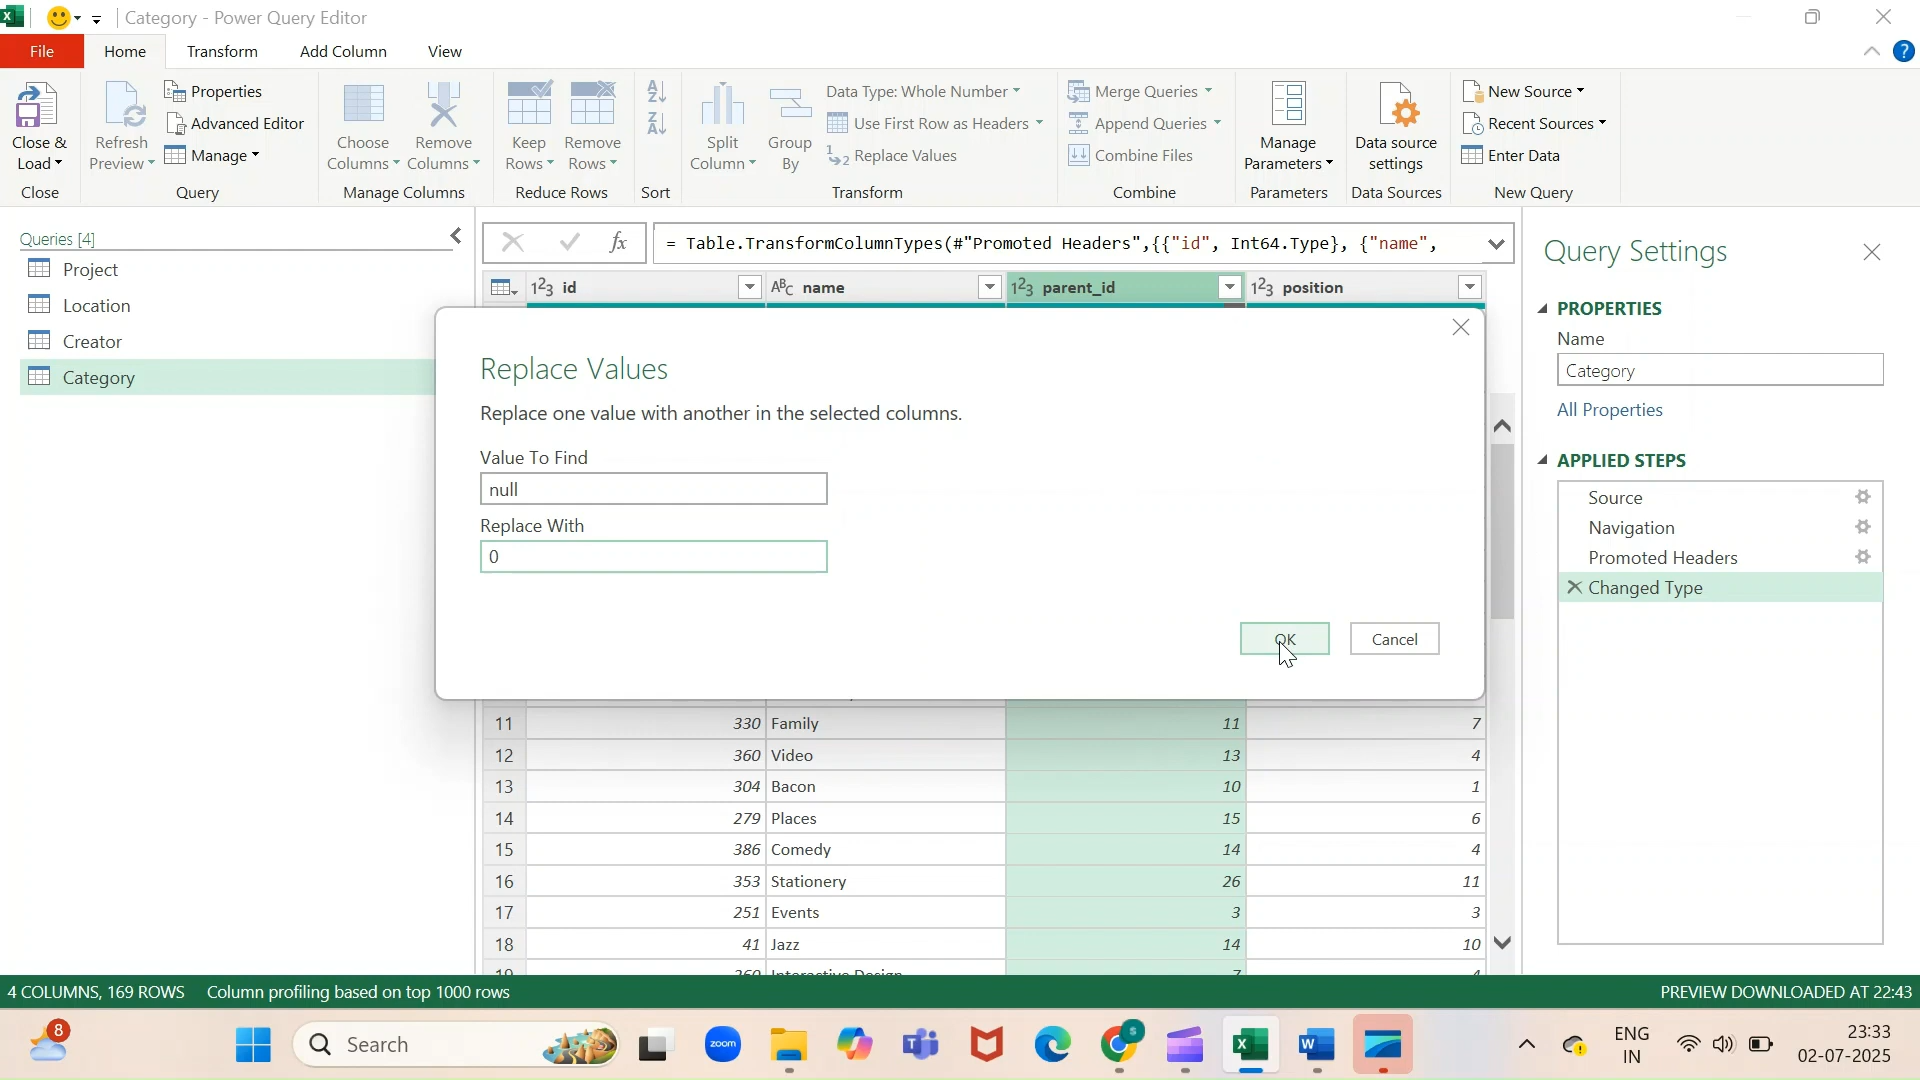 Category - Power Query Editor
File Home Transform Add Column View
Close & Load
Close
Refresh Preview
Properties
Advanced Editor
Manage
Query
Choose Columns
Remove Columns
Manage Columns
Keep Rows
Remove Rows
Reduce Rows
Sort
Split Column
Group By
Data Type: Whole Number
Use First Row as Headers
Replace Values
Transform
Merge Queries
Append Queries
Combine Files
Combine
Manage Parameters
Parameters
Data source settings
Data Sources
New Source
Recent Sources
Enter Data
New Query
Queries [4]
Project
Location
Creator
Category
fx
= Table.TransformColumnTypes(#"Promoted Headers",{{"id", Int64.Type}, {"name",
id name parent_id position
Replace Values
Replace one value with another in the selected columns.
Value To Find
null
Replace With
0
OK Cancel
11 330 Family 11 7
12 360 Video 13 4
13 304 Bacon 10 1
14 279 Places 15 6
15 386 Comedy 14 4
16 353 Stationery 26 11
17 251 Events 3 3
18 41 Jazz 14 10
Query Settings
PROPERTIES
Name
Category
All Properties
APPLIED STEPS
Source
Navigation
Promoted Headers
Changed Type
4 COLUMNS, 169 ROWS Column profiling based on top 1000 rows PREVIEW DOWNLOADED AT 22:43
8
Search
zoom
ENG
IN
23:33
02-07-2025